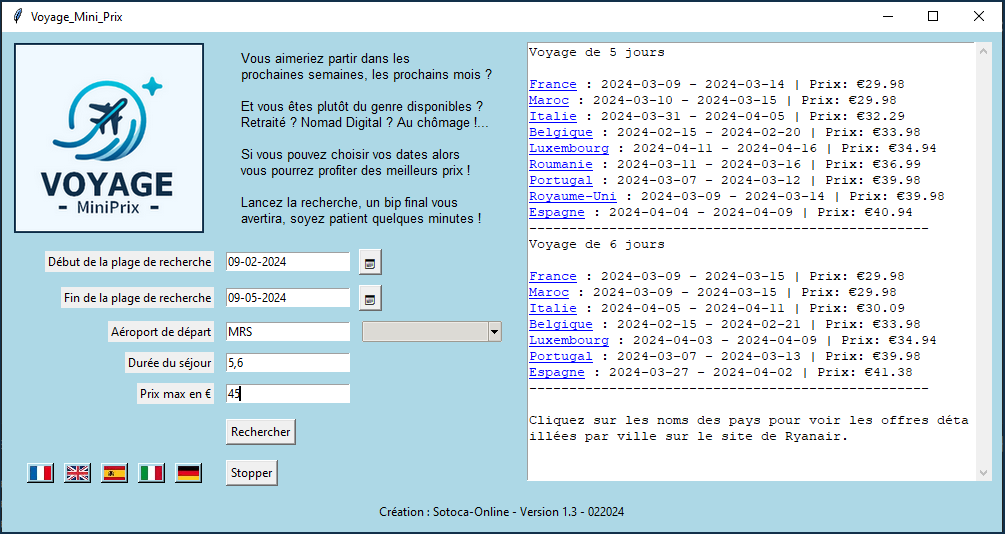 Voyage_Mini_Prix
VOYAGE
MiniPrix
Vous aimeriez partir dans les
prochaines semaines, les prochains mois ?
Et vous êtes plutôt du genre disponibles ?
Retraité ? Nomad Digital ? Au chômage !...
Si vous pouvez choisir vos dates alors
vous pourrez profiter des meilleurs prix !
Lancez la recherche, un bip final vous
avertira, soyez patient quelques minutes !
Début de la plage de recherche 09-02-2024
Fin de la plage de recherche 09-05-2024
Aéroport de départ MRS
Durée du séjour 5,6
Prix max en € 45
Rechercher
Stopper
Voyage de 5 jours
France : 2024-03-09 - 2024-03-14 | Prix: €29.98
Maroc : 2024-03-10 - 2024-03-15 | Prix: €29.98
Italie : 2024-03-31 - 2024-04-05 | Prix: €32.29
Belgique : 2024-02-15 - 2024-02-20 | Prix: €33.98
Luxembourg : 2024-04-11 - 2024-04-16 | Prix: €34.94
Roumanie : 2024-03-11 - 2024-03-16 | Prix: €36.99
Portugal : 2024-03-07 - 2024-03-12 | Prix: €39.98
Royaume-Uni : 2024-03-09 - 2024-03-14 | Prix: €39.98
Espagne : 2024-04-04 - 2024-04-09 | Prix: €40.94
--------------------------------------------------
Voyage de 6 jours
France : 2024-03-09 - 2024-03-15 | Prix: €29.98
Maroc : 2024-03-09 - 2024-03-15 | Prix: €29.98
Italie : 2024-04-05 - 2024-04-11 | Prix: €30.09
Belgique : 2024-02-15 - 2024-02-21 | Prix: €33.98
Luxembourg : 2024-04-03 - 2024-04-09 | Prix: €34.94
Portugal : 2024-03-07 - 2024-03-13 | Prix: €39.98
Espagne : 2024-03-27 - 2024-04-02 | Prix: €41.38
--------------------------------------------------
Cliquez sur les noms des pays pour voir les offres déta
illées par ville sur le site de Ryanair.
Création : Sotoca-Online - Version 1.3 - 022024